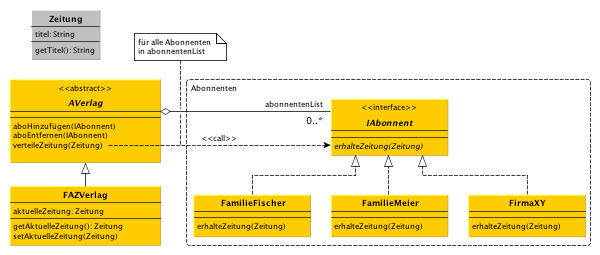 Zeitung
titel: String
getTitel(): String
für alle Abonnenten
in abonnentenList
<<abstract>>
AVerlag
aboHinzufügen(IAbonnent)
aboEntfernen(IAbonnent)
verteileZeitung(Zeitung)
Abonnenten
abonnentenList
0..*
<<call>>
<<interface>>
IAbonnent
erhalteZeitung(Zeitung)
FAZVerlag
aktuelleZeitung: Zeitung
getAktuelleZeitung(): Zeitung
setAktuelleZeitung(Zeitung)
FamilieFischer
erhalteZeitung(Zeitung)
FamilieMeier
erhalteZeitung(Zeitung)
FirmaXY
erhalteZeitung(Zeitung)